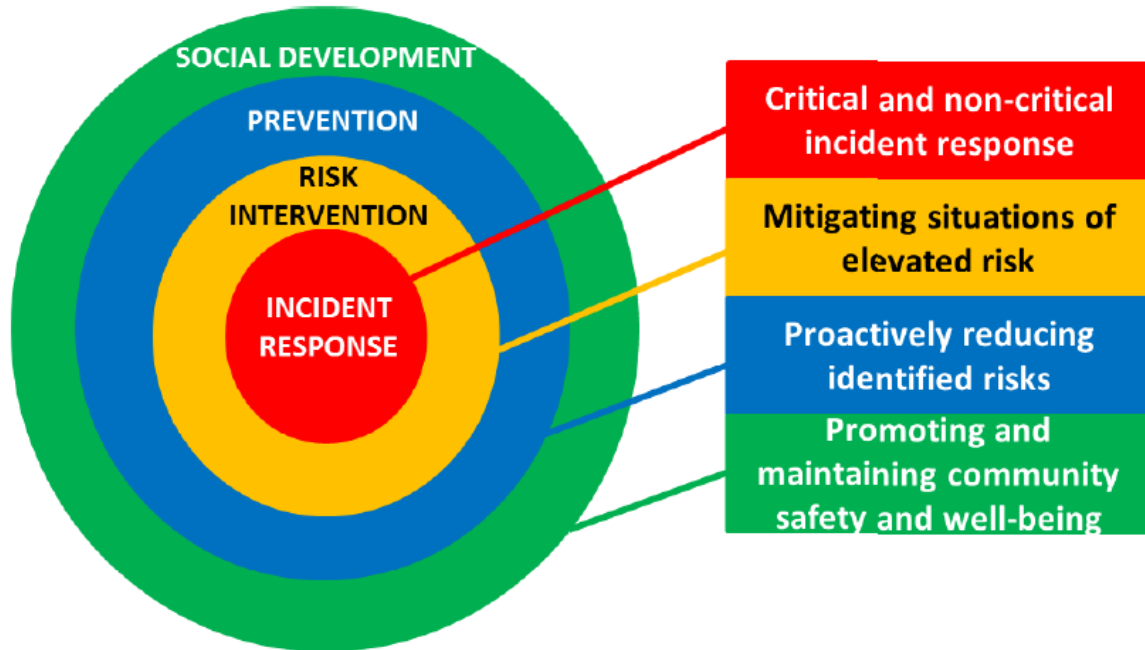 SOCIAL DEVELOPMENT
PREVENTION
RISK
INTERVENTION
INCIDENT
RESPONSE
Critical and non-critical
incident response
Mitigating situations of
elevated risk
Proactively reducing
identified risks
Promoting and
maintaining community
safety and well-being